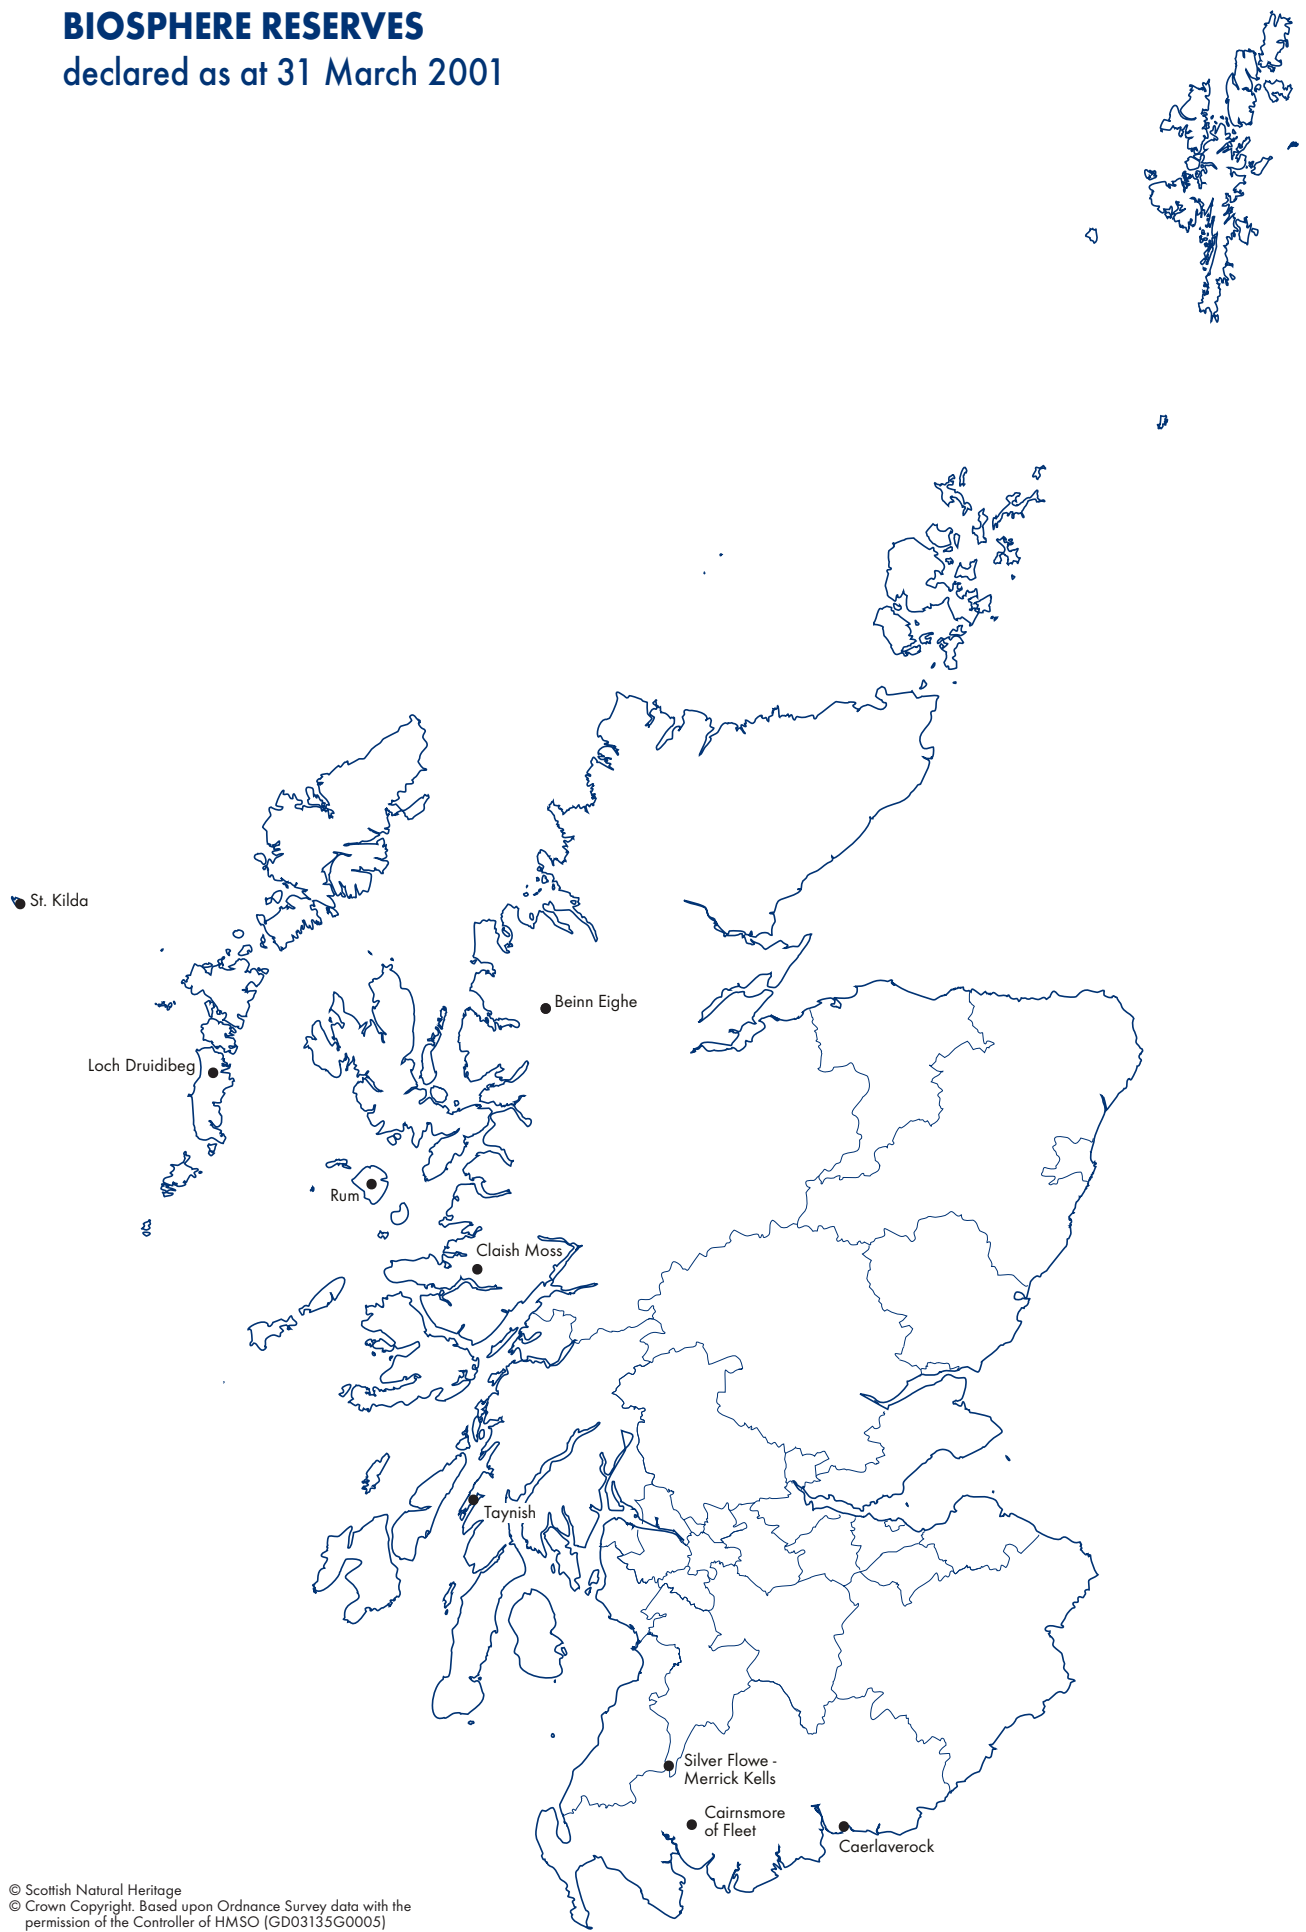 BIOSPHERE RESERVES
declared as at 31 March 2001
St. Kilda
Beinn Eighe
Loch Druidibeg
Rum
Claish Moss
Taynish
Silver Flowe -
Merrick Kells
Cairnsmore
of Fleet
Caerlaverock
© Scottish Natural Heritage
© Crown Copyright. Based upon Ordnance Survey data with the
permission of the Controller of HMSO (GD03135G0005)